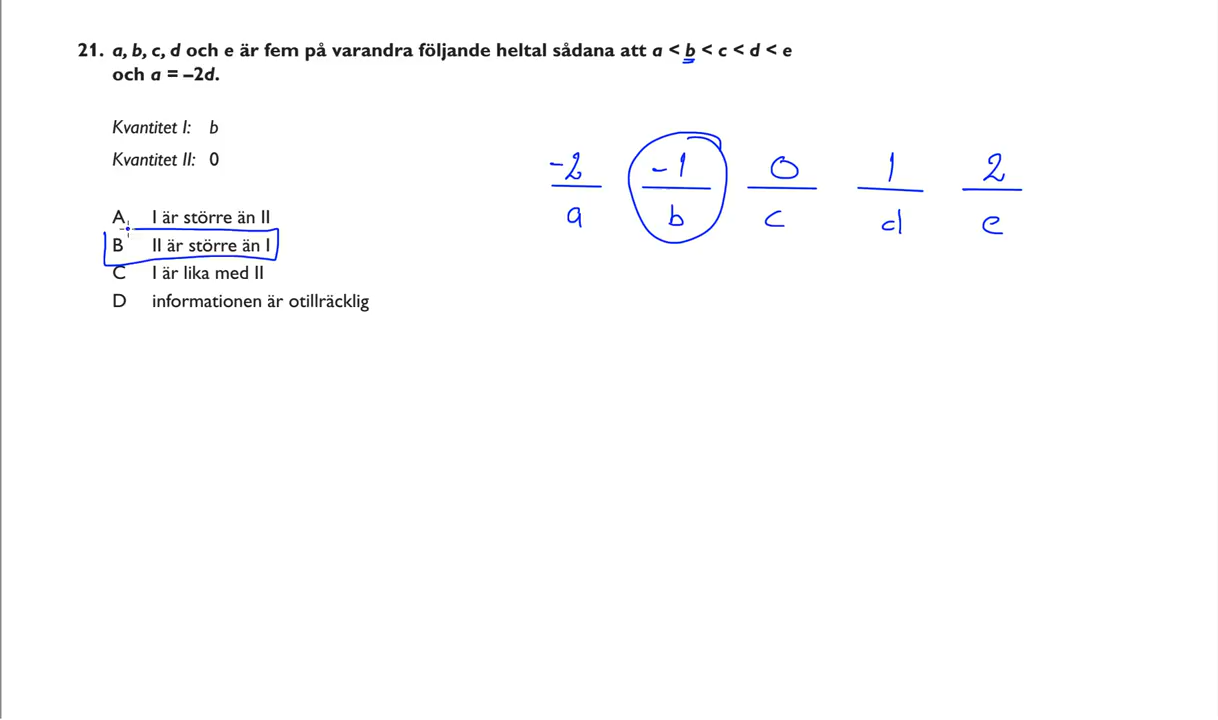 21. a, b, c, d och e är fem på varandra följande heltal sådana att a < b < c < d < e
och a = –2d.
Kvantitet I: b
Kvantitet II: 0
-2 -1 0 1 2
a b c d e
A I är större än II
B II är större än I
C I är lika med II
D informationen är otillräcklig